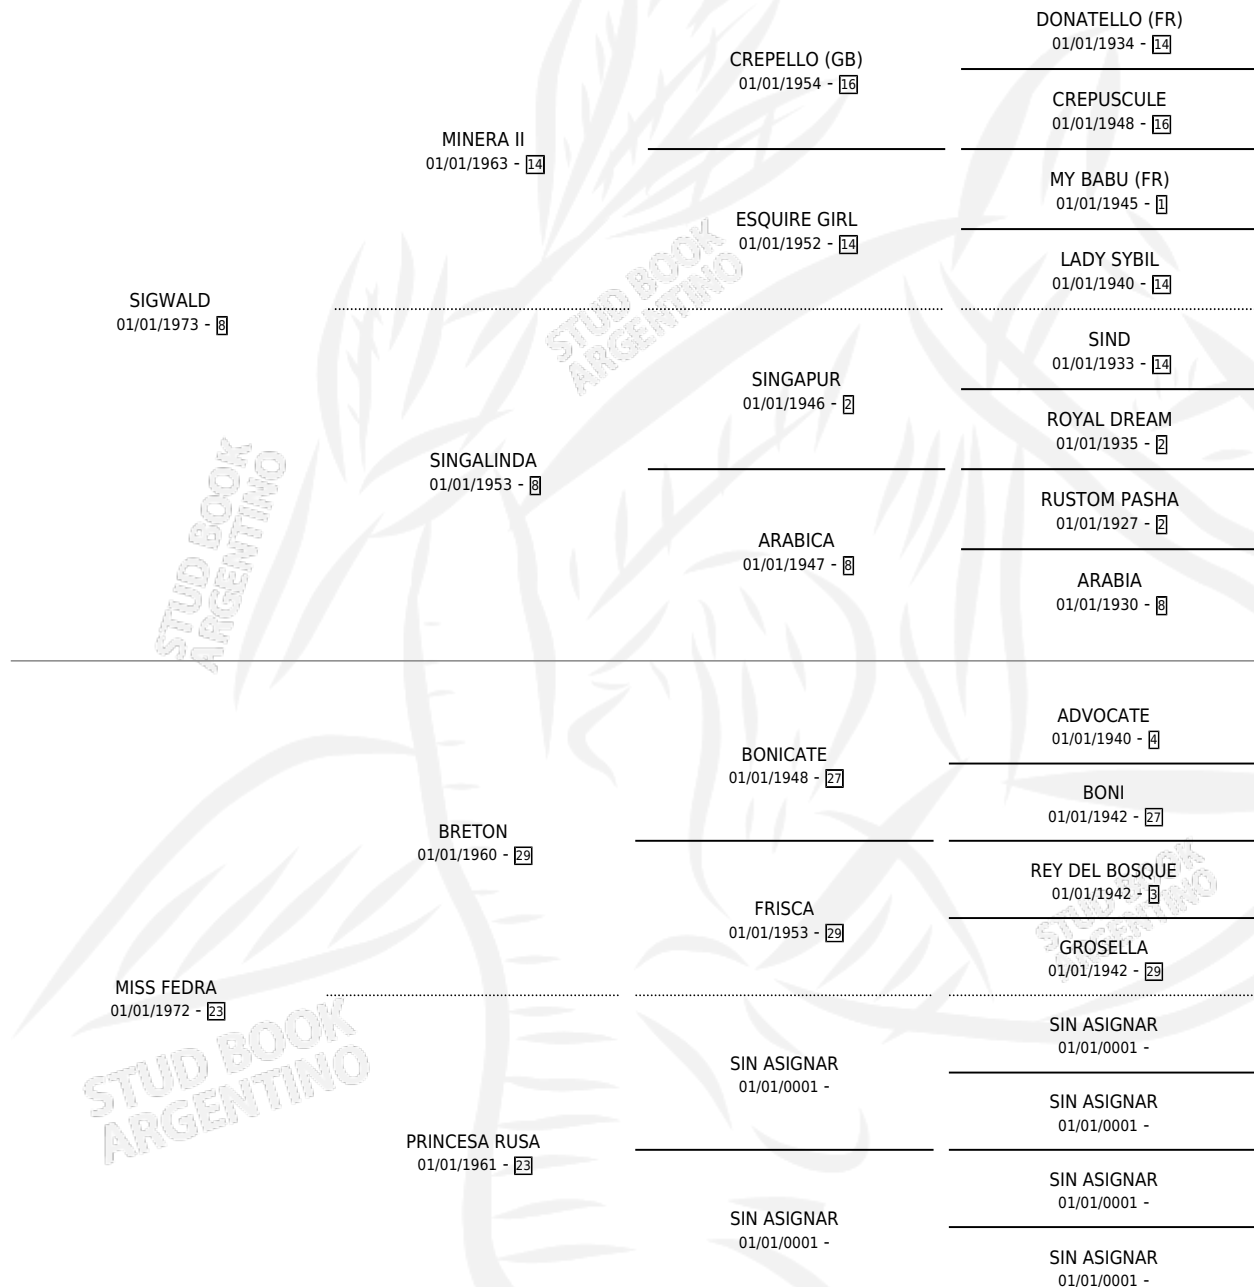 DONATELLO (FR)
01/01/1934 - 14
CREPELLO (GB)
01/01/1954 - 16
CREPUSCULE
01/01/1948 - 16
MINERA II
01/01/1963 - 14
MY BABU (FR)
01/01/1945 - 1
ESQUIRE GIRL
01/01/1952 - 14
LADY SYBIL
01/01/1940 - 14
SIGWALD
01/01/1973 - 8
SIND
01/01/1933 - 14
SINGAPUR
01/01/1946 - 2
ROYAL DREAM
01/01/1935 - 2
SINGALINDA
01/01/1953 - 8
RUSTOM PASHA
01/01/1927 - 2
ARABICA
01/01/1947 - 8
ARABIA
01/01/1930 - 8
ADVOCATE
01/01/1940 - 4
BONICATE
01/01/1948 - 27
BONI
01/01/1942 - 27
BRETON
01/01/1960 - 29
REY DEL BOSQUE
01/01/1942 - 3
FRISCA
01/01/1953 - 29
GROSELLA
01/01/1942 - 29
MISS FEDRA
01/01/1972 - 23
SIN ASIGNAR
01/01/0001 -
SIN ASIGNAR
01/01/0001 -
SIN ASIGNAR
01/01/0001 -
PRINCESA RUSA
01/01/1961 - 23
SIN ASIGNAR
01/01/0001 -
SIN ASIGNAR
01/01/0001 -
SIN ASIGNAR
01/01/0001 -
STUD BOOK
ARGENTINO
STUD BOOK
ARGENTINO
STUD BOOK
ARGENTINO
STUD BOOK
ARGENTINO